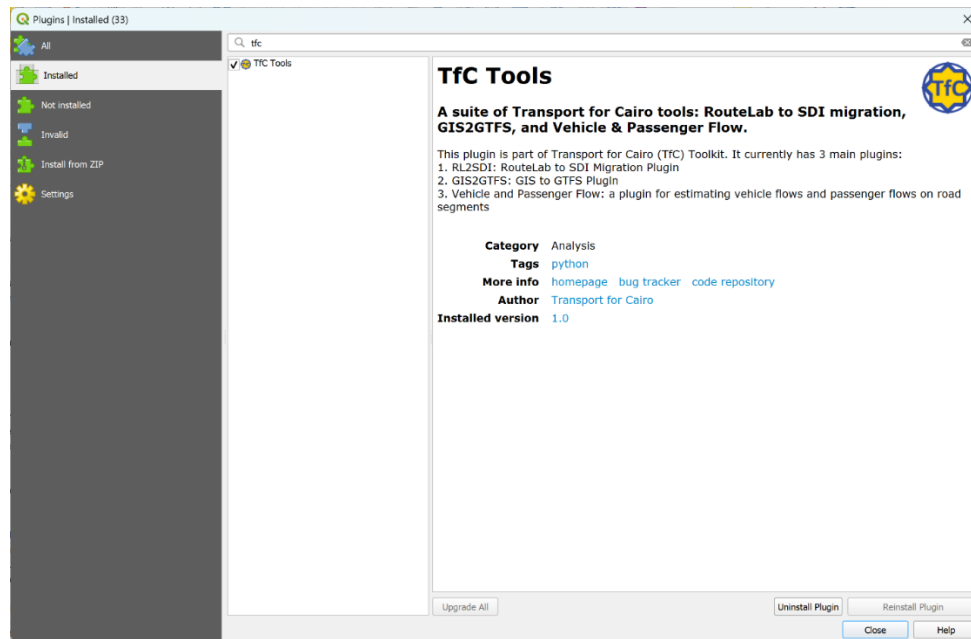 Plugins | Installed (33)
All
Installed
Not installed
Invalid
Install from ZIP
Settings
tfc
TfC Tools
TfC Tools
TfC
A suite of Transport for Cairo tools: RouteLab to SDI migration,
GIS2GTFS, and Vehicle & Passenger Flow.
This plugin is part of Transport for Cairo (TfC) Toolkit. It currently has 3 main plugins:
1. RL2SDI: RouteLab to SDI Migration Plugin
2. GIS2GTFS: GIS to GTFS Plugin
3. Vehicle and Passenger Flow: a plugin for estimating vehicle flows and passenger flows on road
segments
Category Analysis
Tags python
More info homepage bug tracker code repository
Author Transport for Cairo
Installed version 1.0
Upgrade All Uninstall Plugin Reinstall Plugin
Close Help